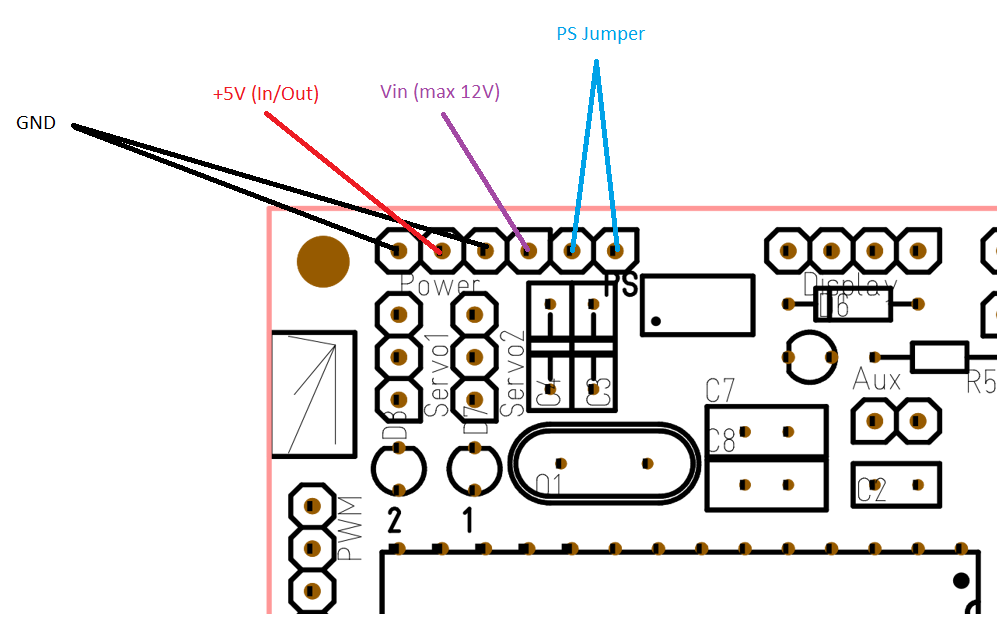 PS Jumper
+5V (In/Out)
Vin (max 12V)
GND
Power
PS
Display
D6
Servo1
Servo2
C4
C3
Aux
R5
C7
D8
D7
C8
Q1
C2
2
1
PWM